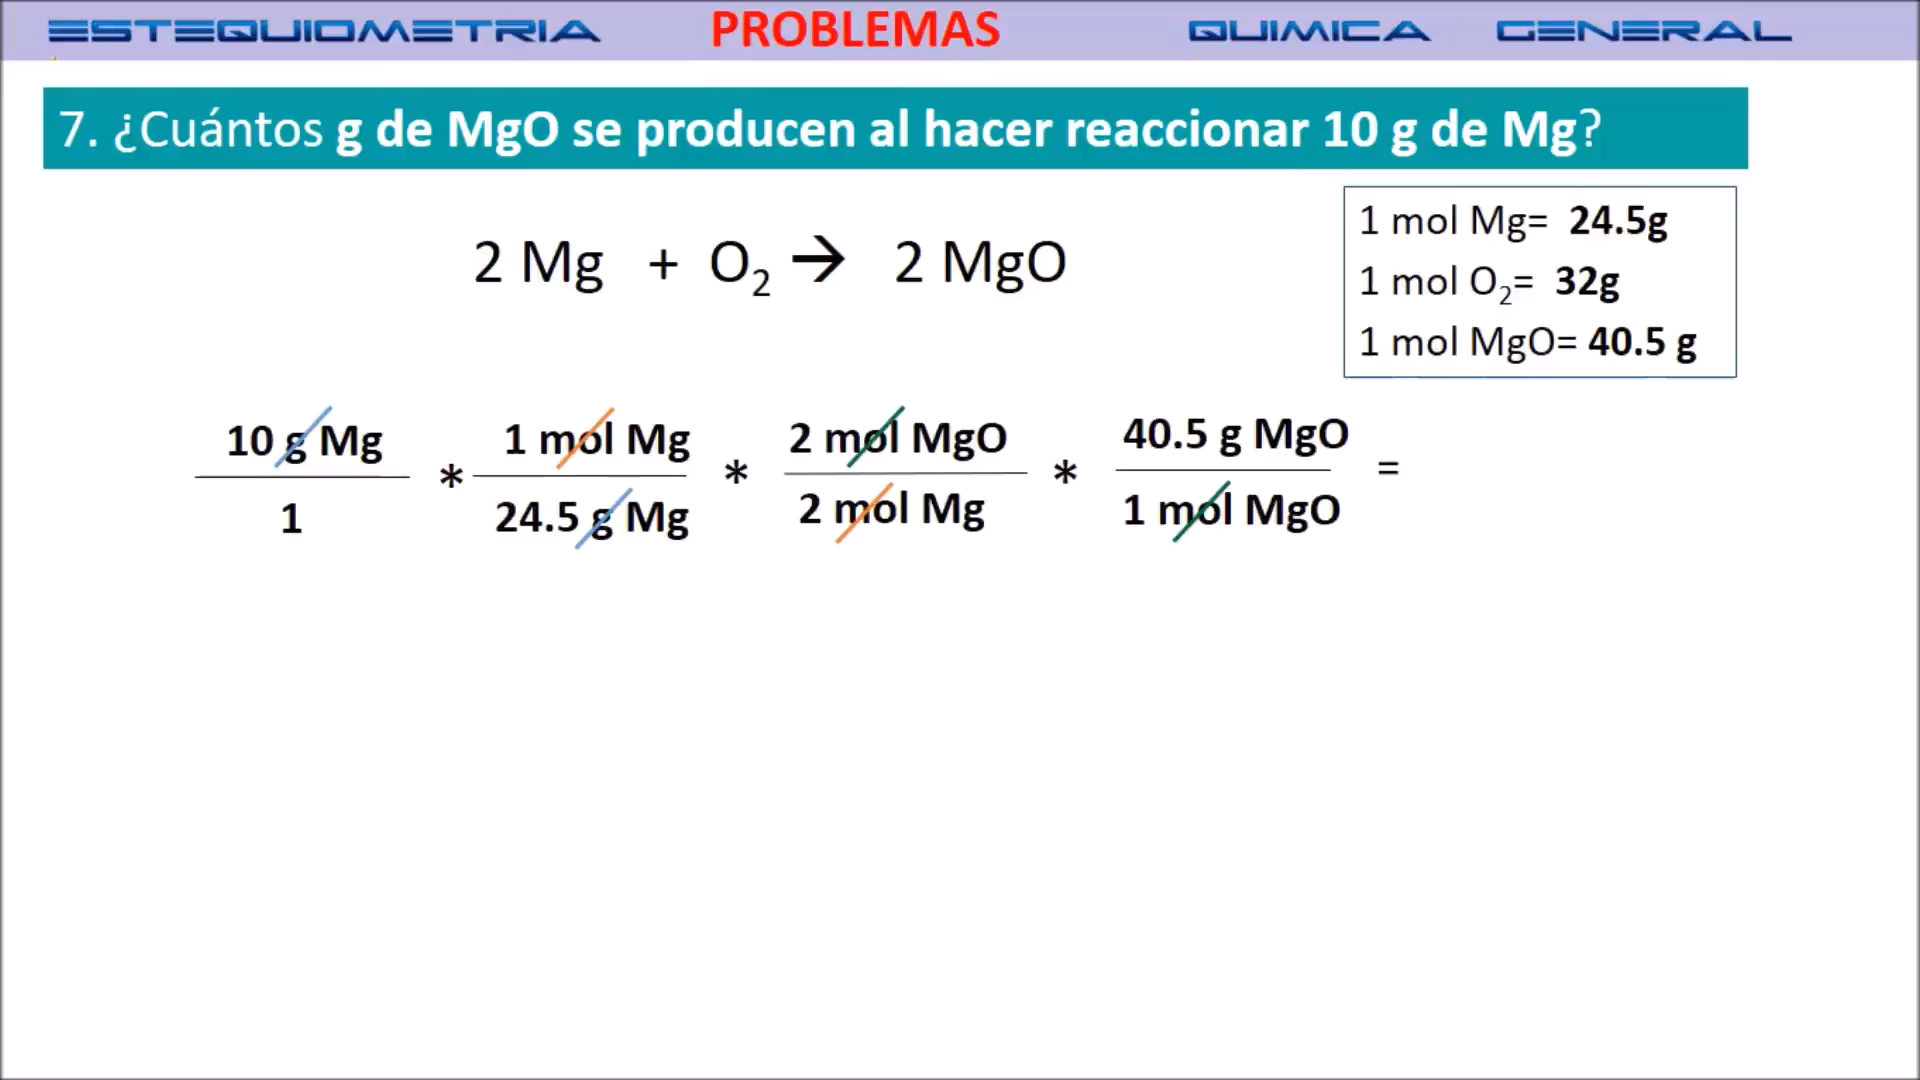 ESTEQUIOMETRIA PROBLEMAS QUIMICA GENERAL
7. ¿Cuántos g de MgO se producen al hacer reaccionar 10 g de Mg?
1 mol Mg= 24.5g
1 mol O₂= 32g
1 mol MgO= 40.5 g
2 Mg + O₂ → 2 MgO
10 g Mg 1 mol Mg 2 mol MgO 40.5 g MgO
* * * =
1 24.5 g Mg 2 mol Mg 1 mol MgO